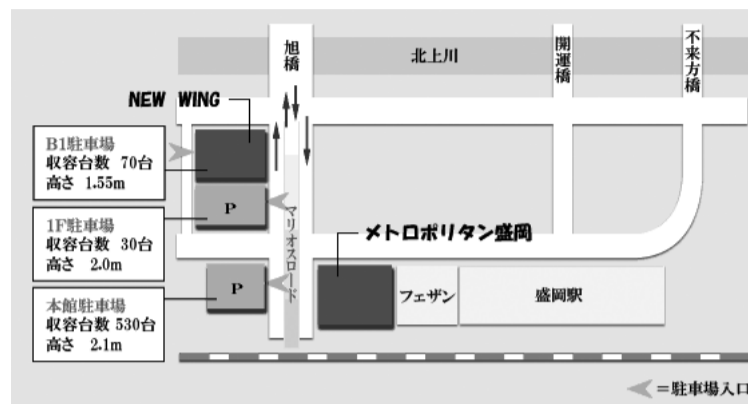 旭橋
北上川
開運橋
不来方橋
NEW WING
B1駐車場
収容台数 70台
高さ 1.55m
P
1F駐車場
収容台数 30台
高さ 2.0m
マリオスロード
メトロポリタン盛岡
P
フェザン
盛岡駅
本館駐車場
収容台数 530台
高さ 2.1m
=駐車場入口